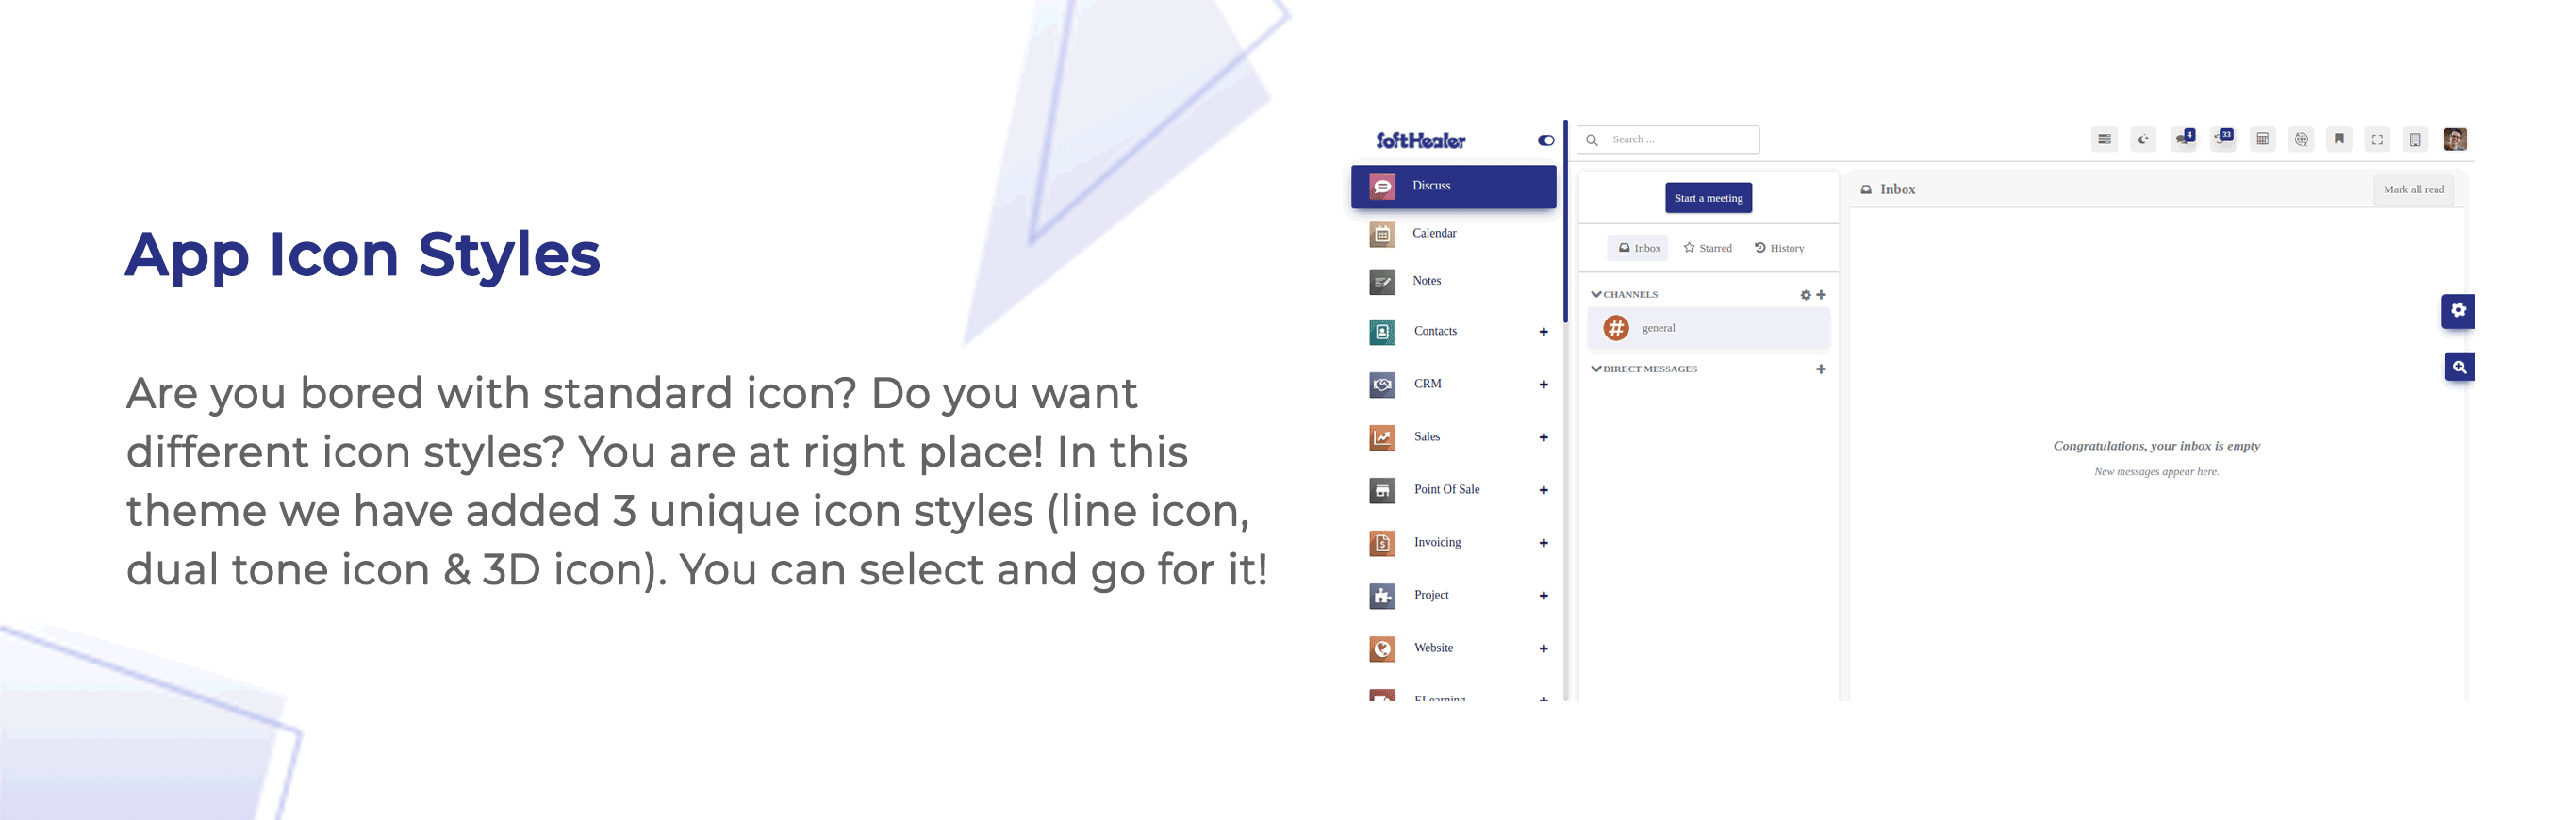 App Icon Styles
Are you bored with standard icon? Do you want
different icon styles? You are at right place! In this
theme we have added 3 unique icon styles (line icon,
dual tone icon & 3D icon). You can select and go for it!
SoftHealer
Search ...
4
33
Discuss
Calendar
Notes
Contacts
CRM
Sales
Point Of Sale
Invoicing
Project
Website
ELearning
Start a meeting
Inbox
Starred
History
CHANNELS
general
DIRECT MESSAGES
Inbox
Mark all read
Congratulations, your inbox is empty
New messages appear here.